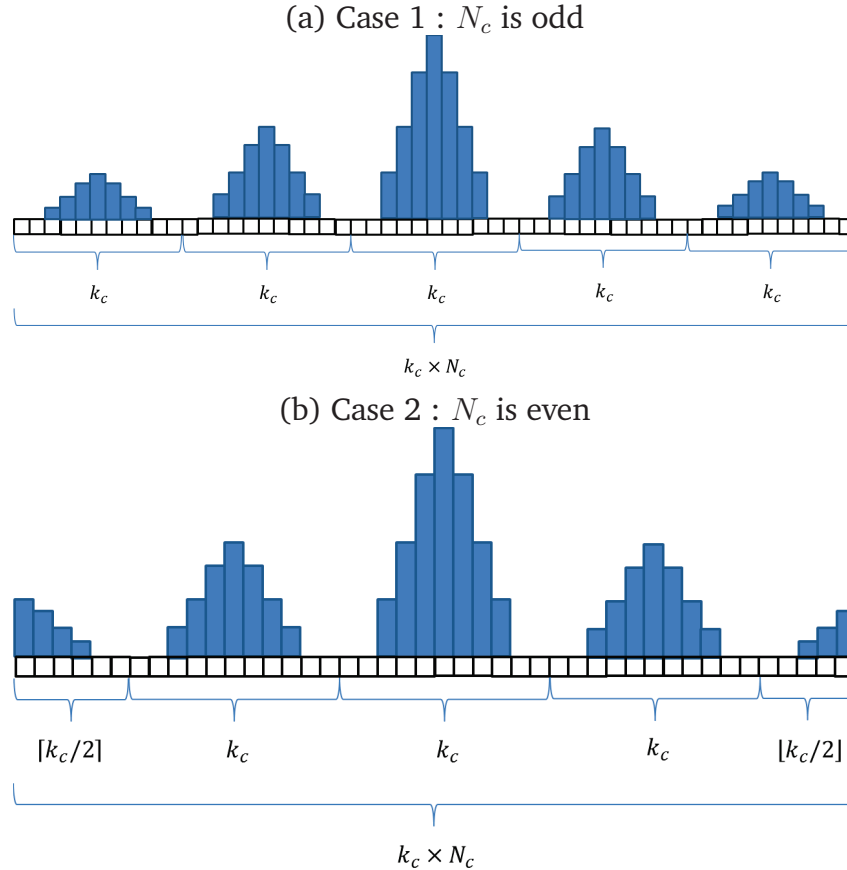 (a) Case 1 : N_c is odd
k_c k_c k_c k_c k_c
k_c × N_c
(b) Case 2 : N_c is even
⌈k_c/2⌉ k_c k_c k_c ⌊k_c/2⌋
k_c × N_c